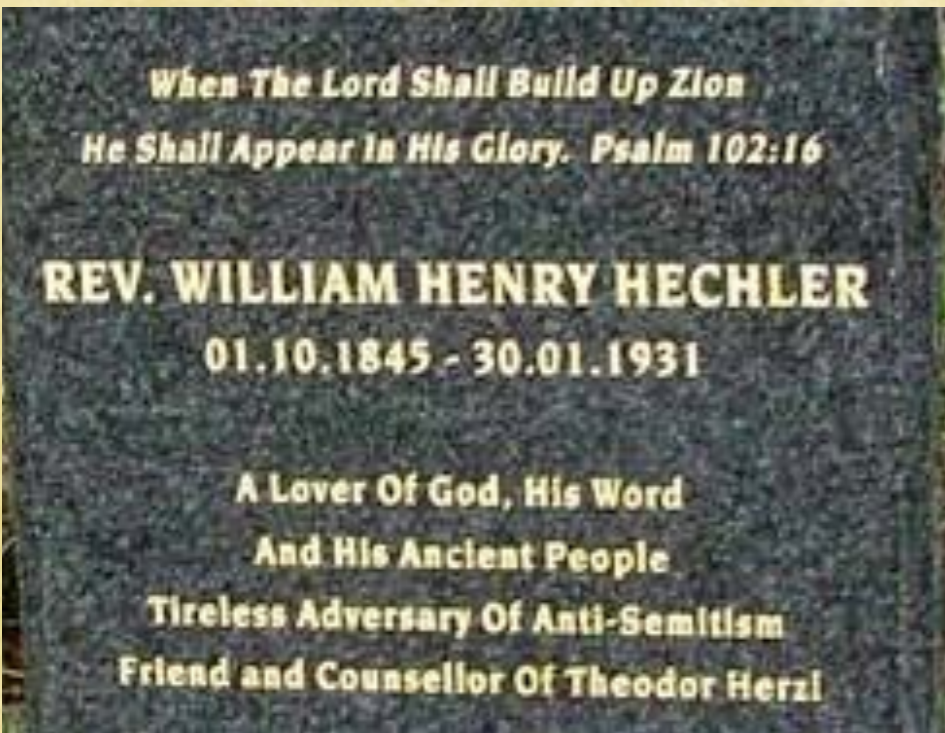 When The Lord Shall Build Up Zion
He Shall Appear In His Glory. Psalm 102:16
REV. WILLIAM HENRY HECHLER
01.10.1845 - 30.01.1931
A Lover Of God, His Word
And His Ancient People
Tireless Adversary Of Anti-Semitism
Friend and Counsellor Of Theodor Herzl